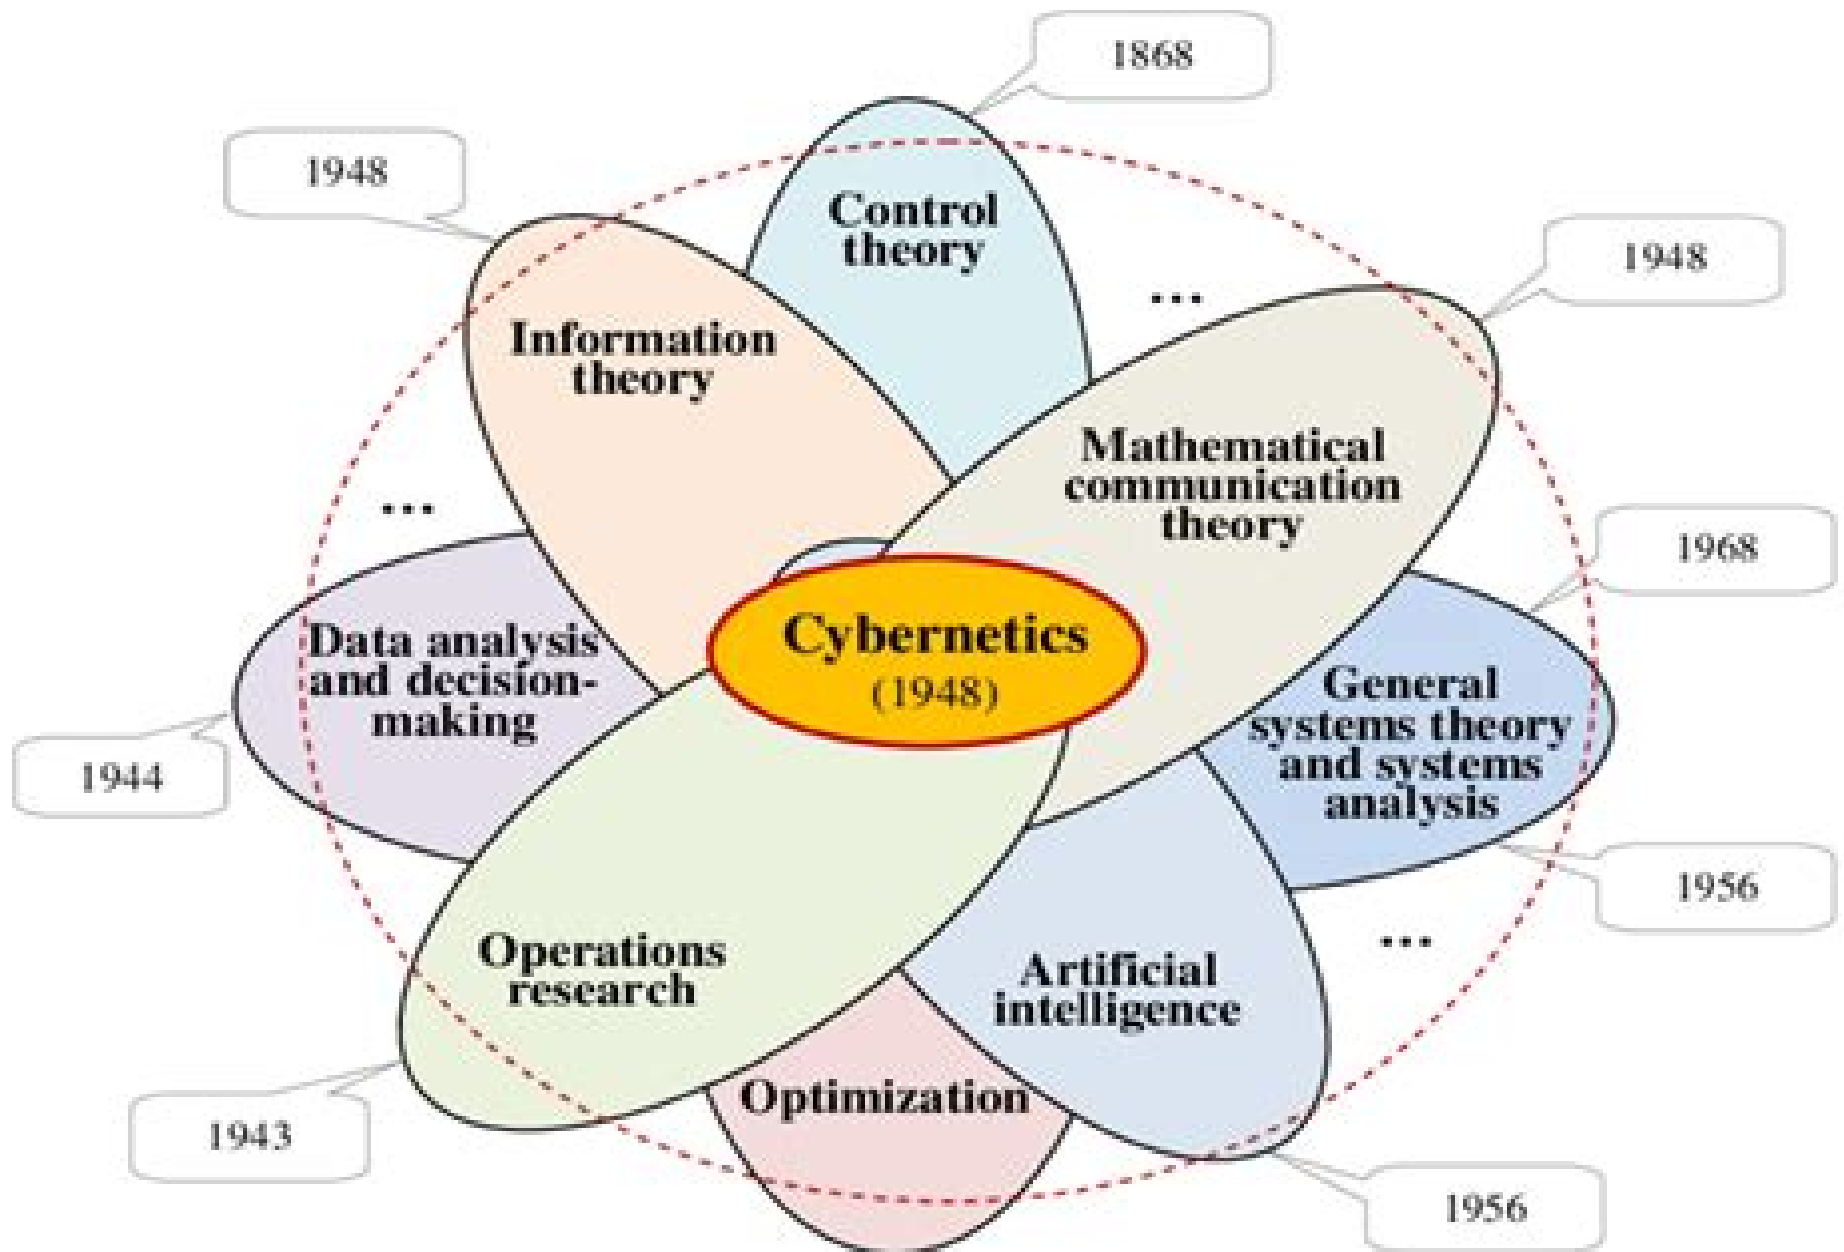 1868
1948
Control
theory
1948
...
Information
theory
Mathematical
communication
theory
...
1968
Cybernetics
(1948)
Data analysis
and decision-
making
General
systems theory
and systems
analysis
1944
1956
...
Operations
research
Artificial
intelligence
Optimization
1943
1956